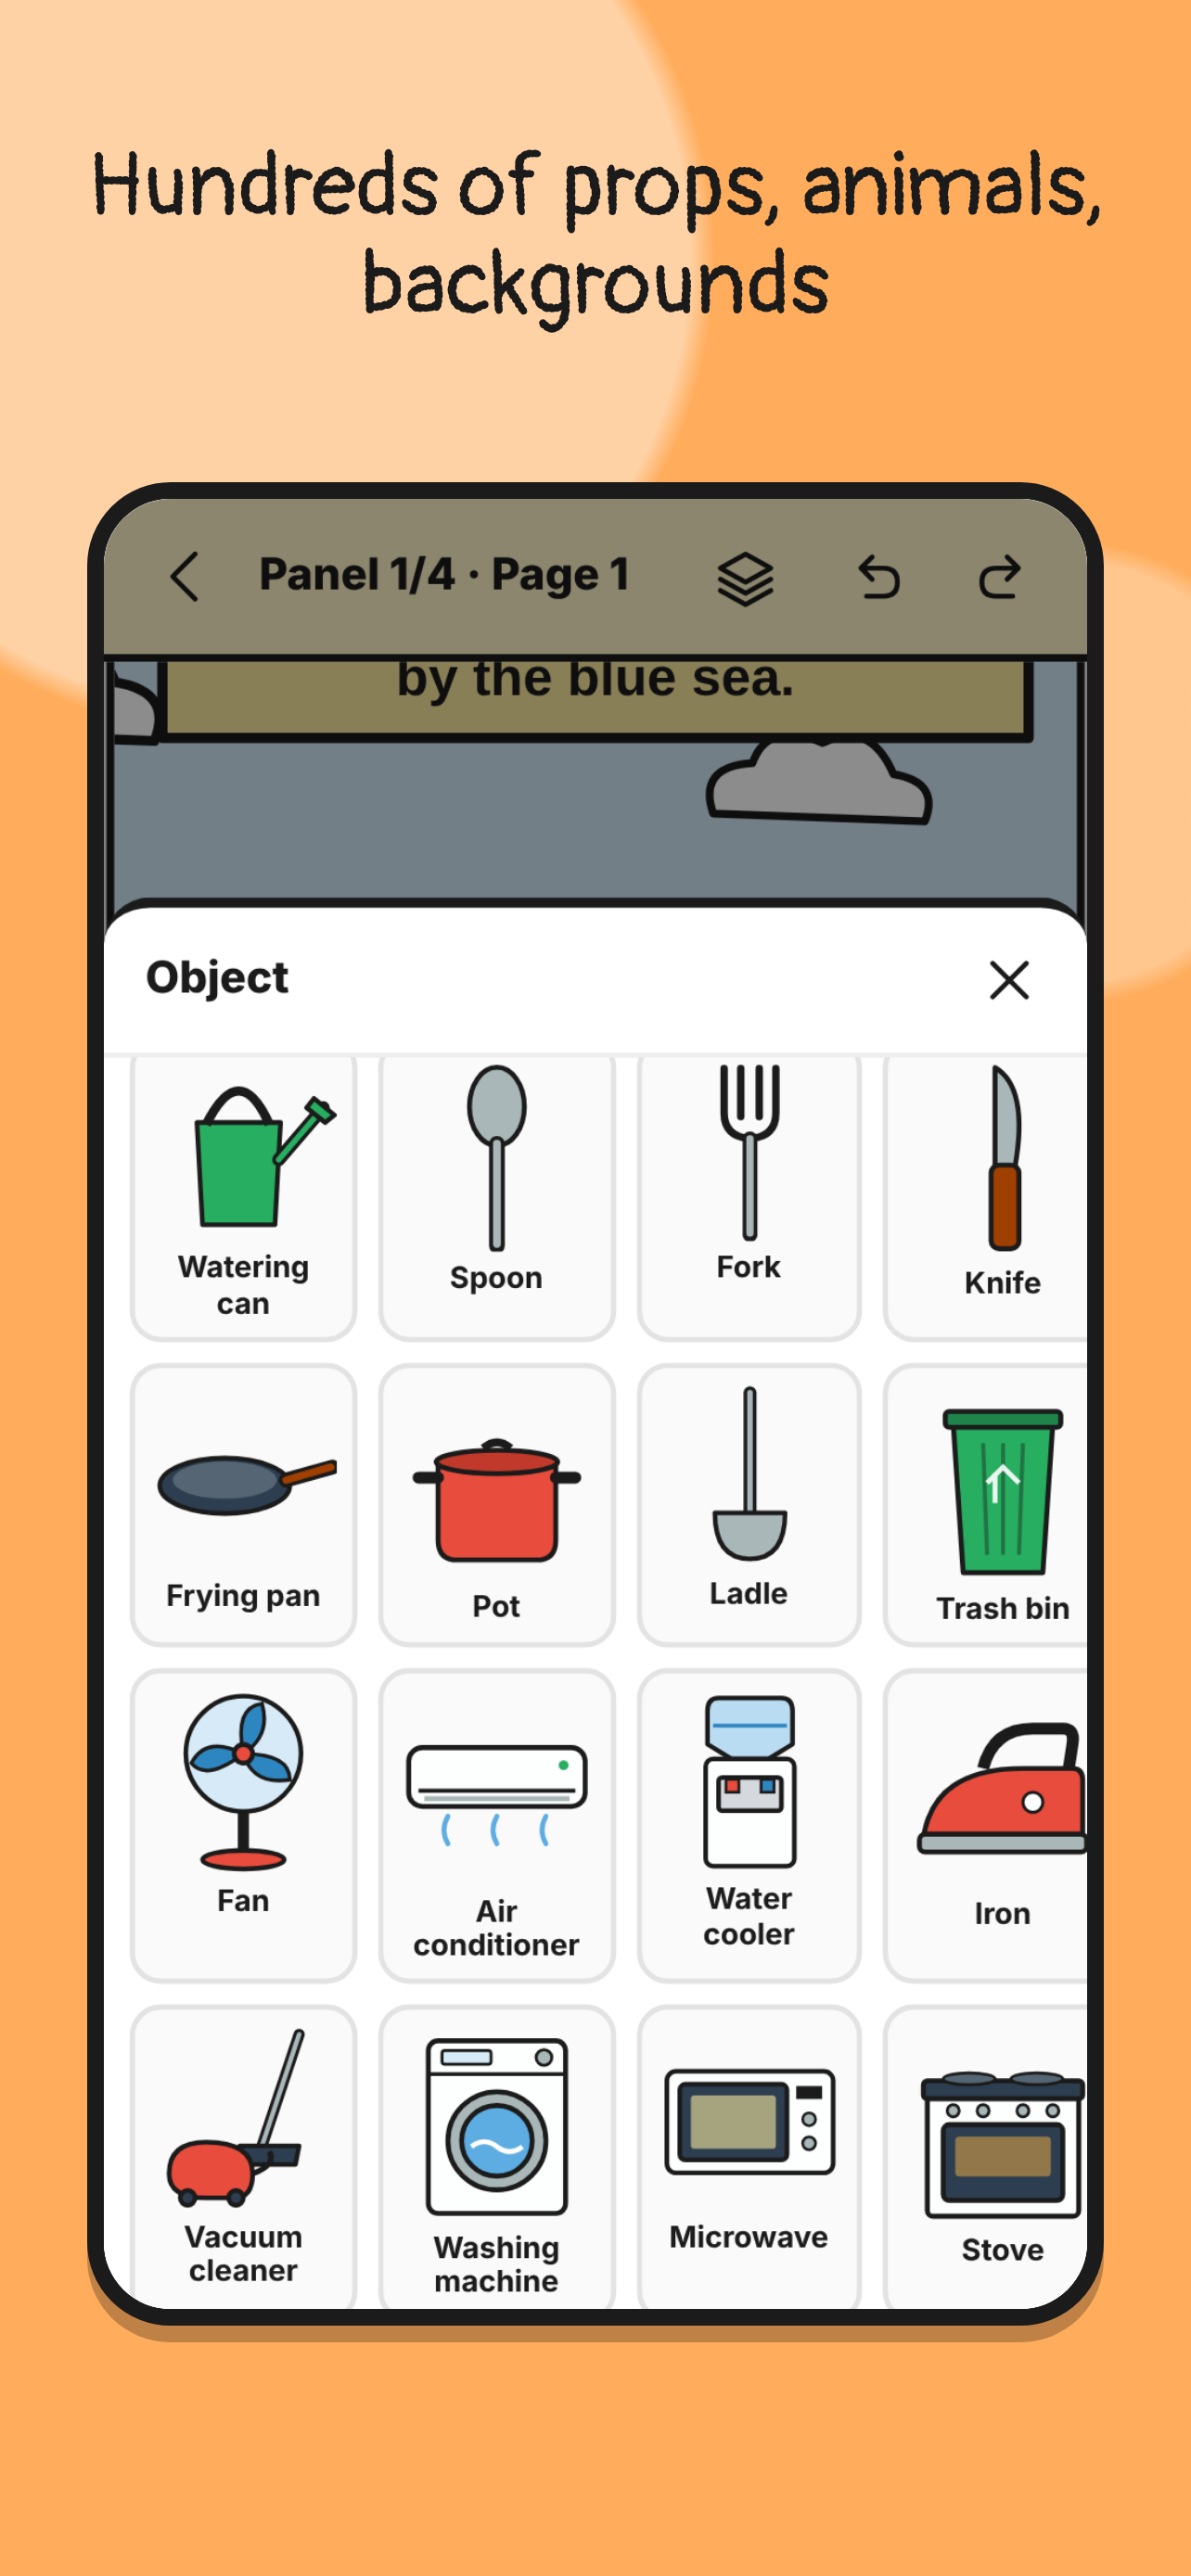 Hundreds of props, animals,
backgrounds
Panel 1/4 · Page 1
by the blue sea.
Object
Watering
can
Spoon
Fork
Knife
Frying pan
Pot
Ladle
Trash bin
Fan
Air
conditioner
Water
cooler
Iron
Vacuum
cleaner
Washing
machine
Microwave
Stove